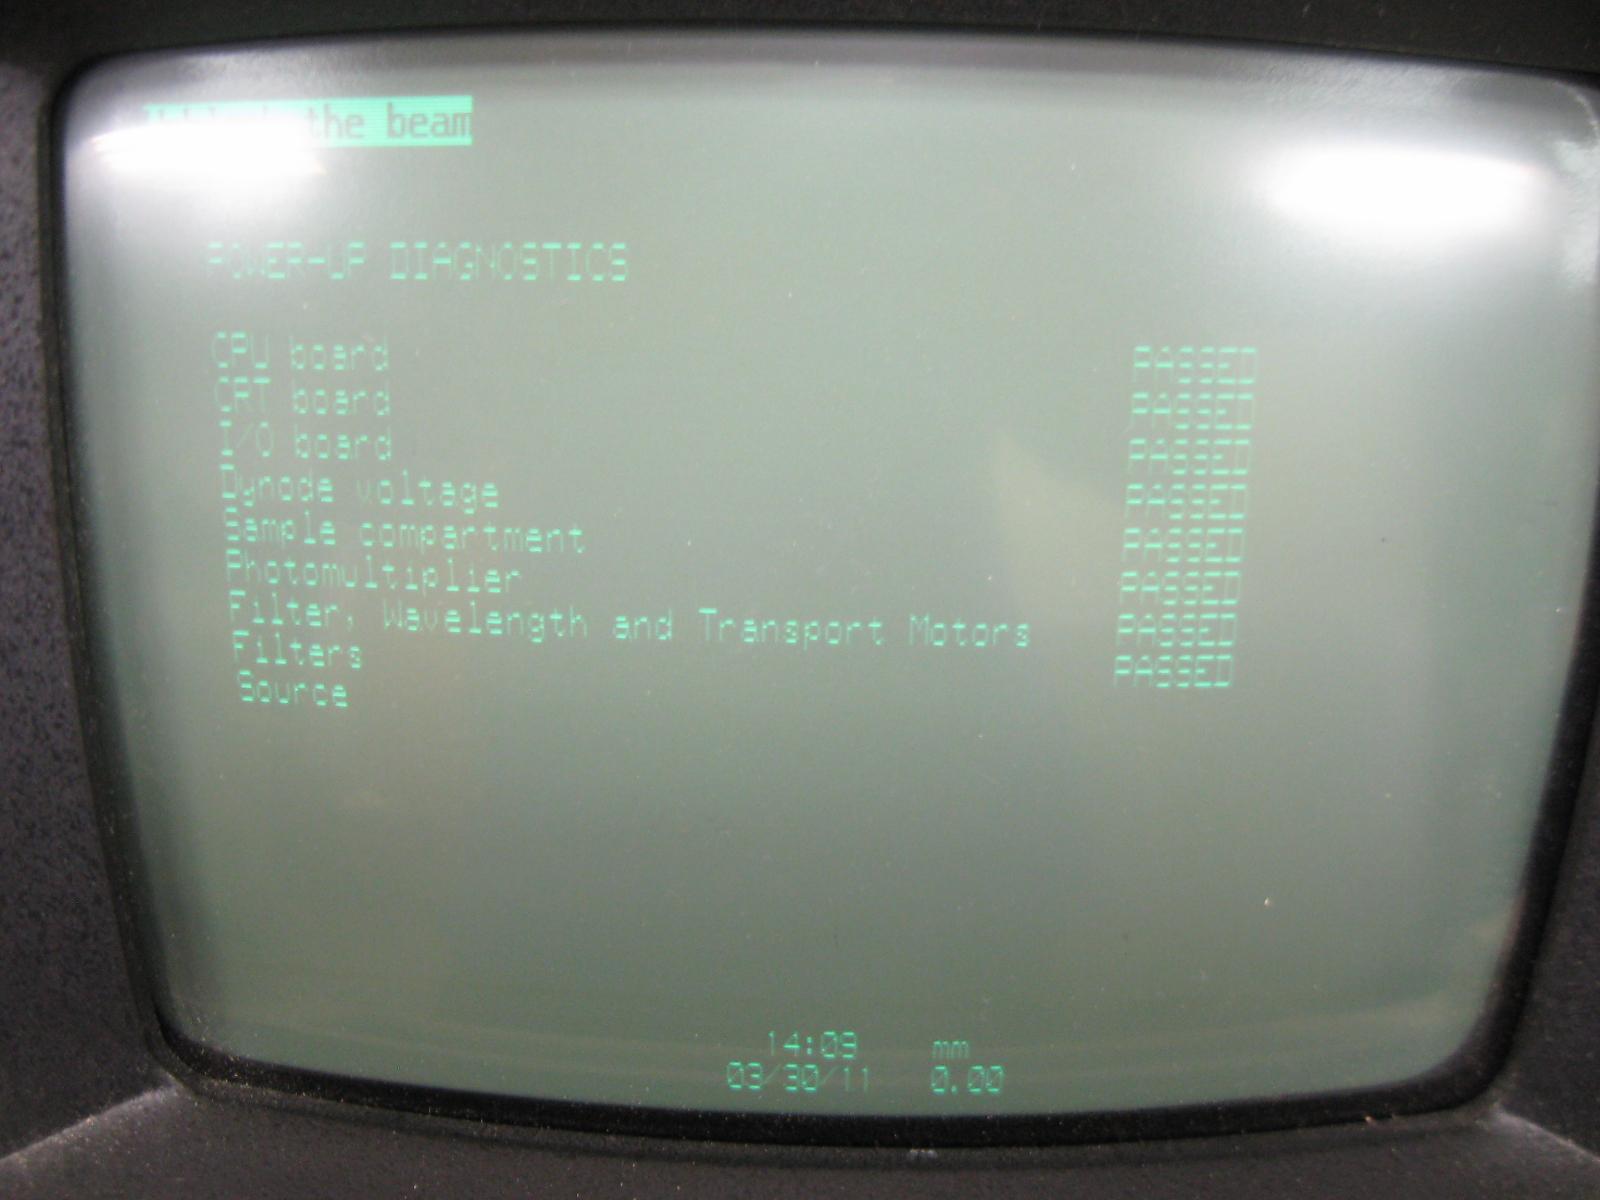 the beam
POWER-UP DIAGNOSTICS
CPU board PASSED
CRT board PASSED
I/O board PASSED
Dynode voltage PASSED
Sample compartment PASSED
Photomultiplier PASSED
Filter, Wavelength and Transport Motors PASSED
Filters PASSED
Source
14:09 mm
03/30/11 0.00